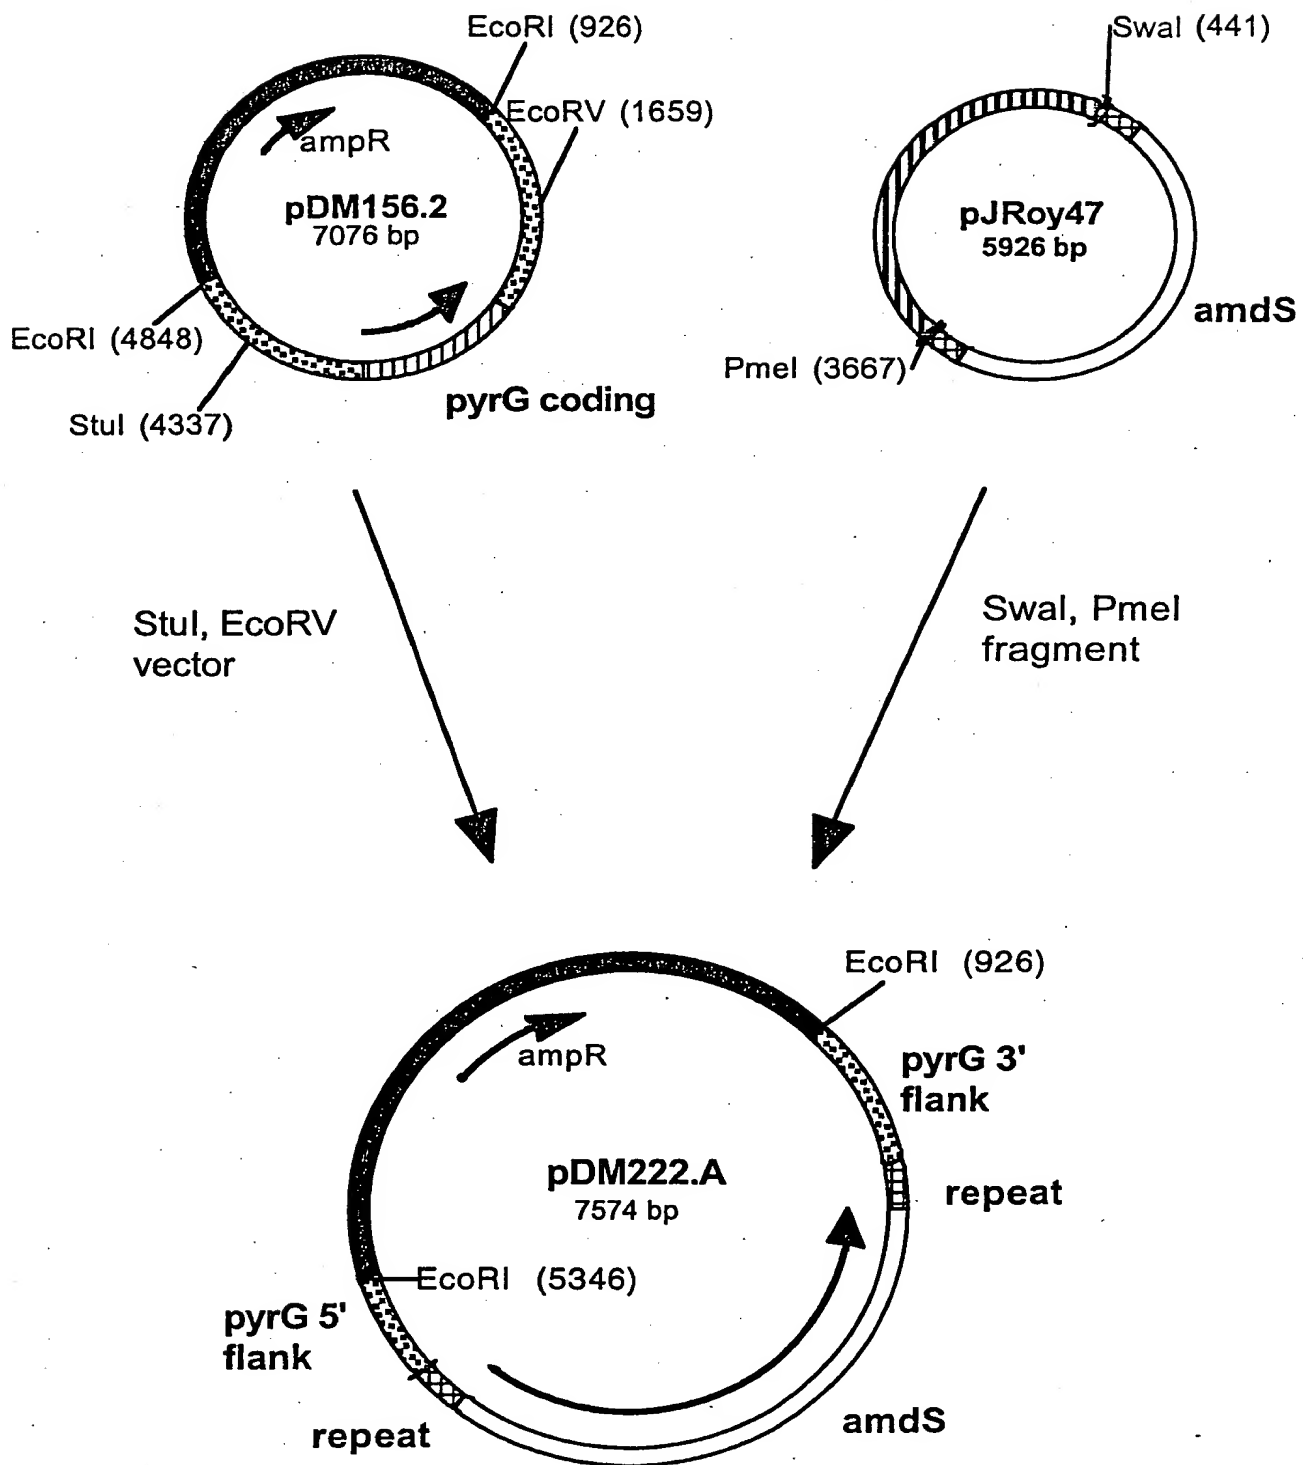 EcoRI (926)
SwaI (441)
EcoRV (1659)
ampR
pDM156.2
7076 bp
pJRoy47
5926 bp
amdS
EcoRI (4848)
PmeI (3667)
pyrG coding
StuI (4337)
StuI, EcoRV
vector
SwaI, PmeI
fragment
EcoRI (926)
ampR
pyrG 3'
flank
pDM222.A
7574 bp
repeat
EcoRI (5346)
pyrG 5'
flank
amdS
repeat